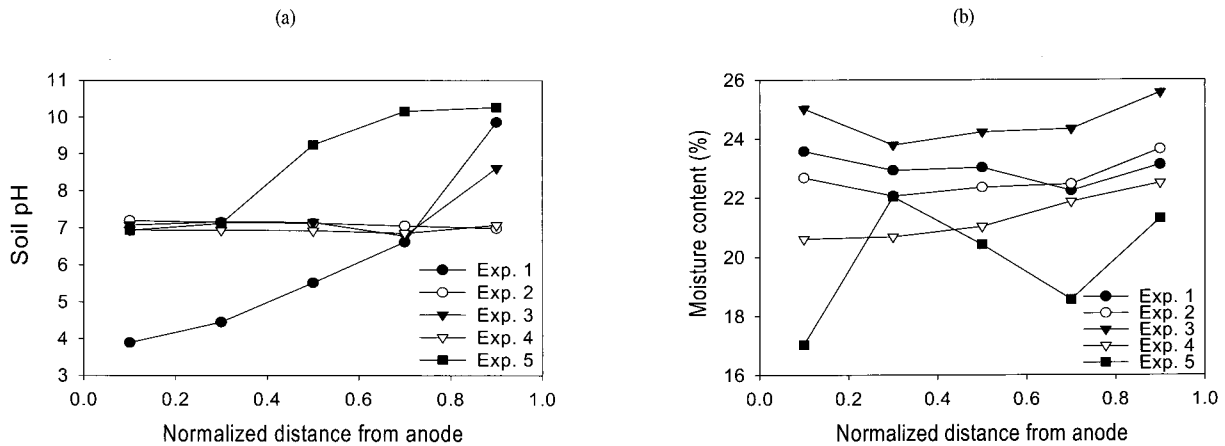 (a)
Soil pH
11
10
9
8
7
6
5
4
3
0.0 0.2 0.4 0.6 0.8 1.0
Normalized distance from anode
Exp. 1
Exp. 2
Exp. 3
Exp. 4
Exp. 5
(b)
Moisture content (%)
26
24
22
20
18
16
0.0 0.2 0.4 0.6 0.8 1.0
Normalized distance from anode
Exp. 1
Exp. 2
Exp. 3
Exp. 4
Exp. 5